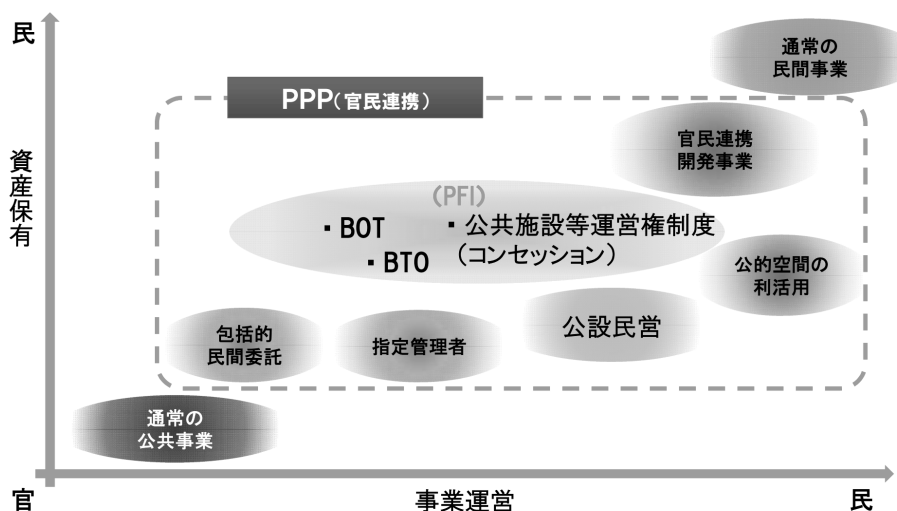 民
通常の
民間事業
PPP(官民連携)
官民連携
開発事業
資産保有
(PFI)
・BOT
・公共施設等運営権制度
・BTO
(コンセッション)
公的空間の
利活用
包括的
民間委託
指定管理者
公設民営
通常の
公共事業
官
事業運営
民